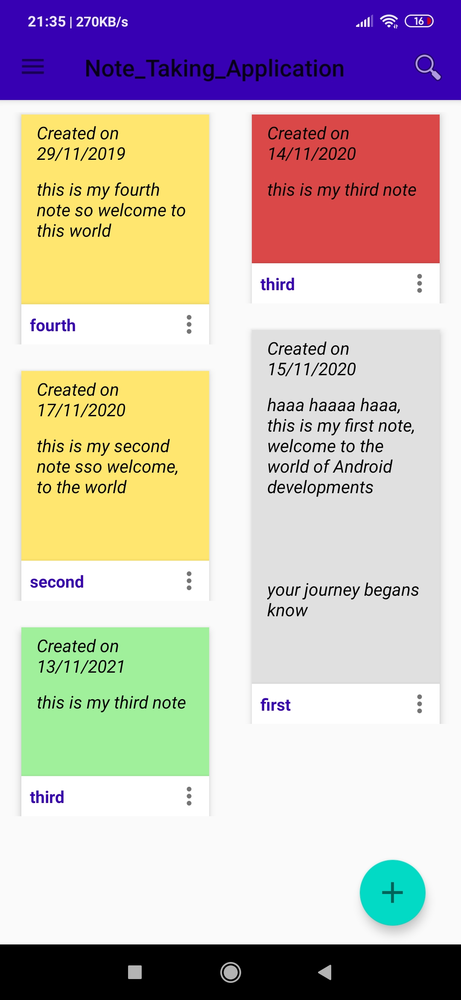 21:35 | 270KB/s
16
Note_Taking_Application
Created on
29/11/2019
this is my fourth
note so welcome to
this world
fourth
Created on
14/11/2020
this is my third note
third
Created on
17/11/2020
this is my second
note sso welcome,
to the world
second
Created on
15/11/2020
haaa haaaa haaa,
this is my first note,
welcome to the
world of Android
developments
your journey begans
know
first
Created on
13/11/2021
this is my third note
third